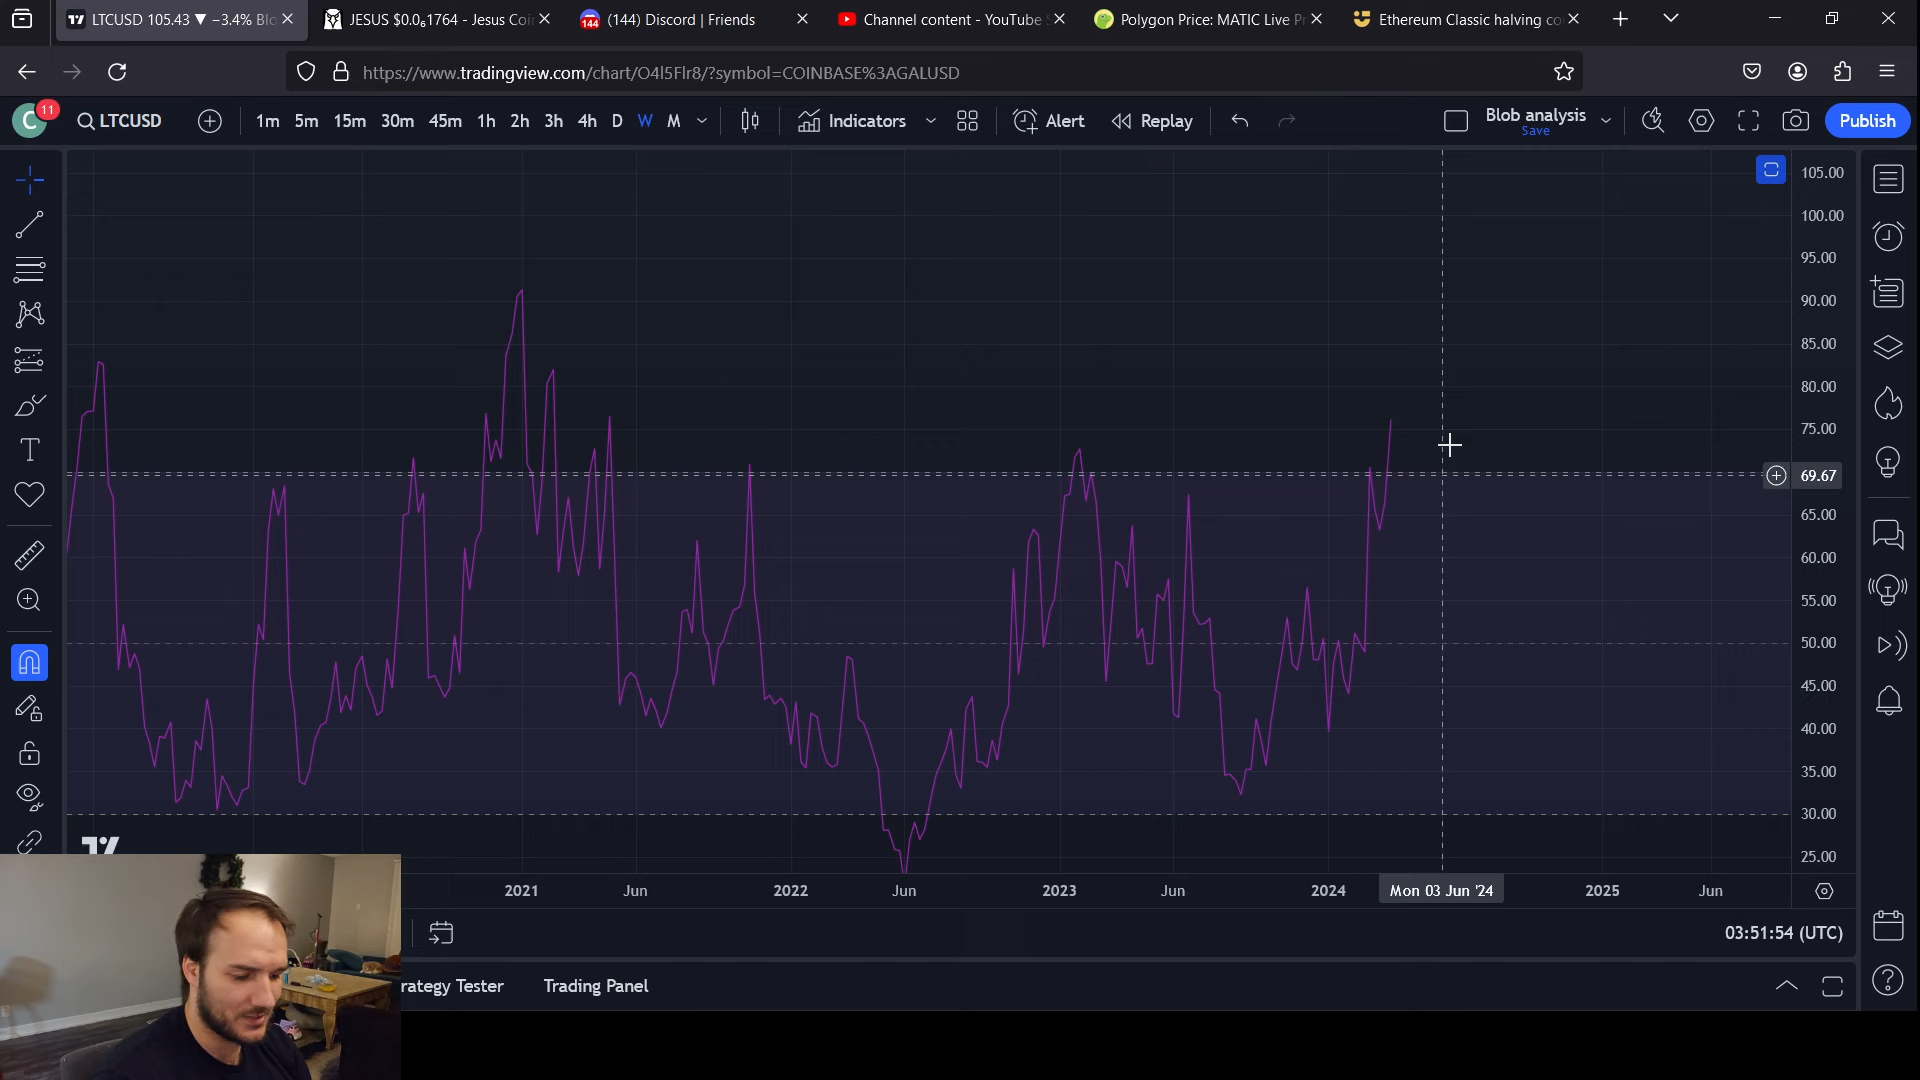 LTCUSD 105.43 ▼ −3.4% Blo
JESUS $0.0₆1764 - Jesus Coi
144
(144) Discord | Friends
Channel content - YouTube S
Polygon Price: MATIC Live Pr
Ethereum Classic halving co
https://www.tradingview.com/chart/O4l5Flr8/?symbol=COINBASE%3AGALUSD
C
11
LTCUSD
1m
5m
15m
30m
45m
1h
2h
3h
4h
D
W
M
Indicators
Alert
Replay
Blob analysis
Save
Publish
105.00
100.00
95.00
90.00
85.00
80.00
75.00
69.67
65.00
60.00
55.00
50.00
45.00
40.00
35.00
30.00
25.00
2021
Jun
2022
Jun
2023
Jun
2024
Mon 03 Jun '24
2025
Jun
03:51:54 (UTC)
rategy Tester
Trading Panel